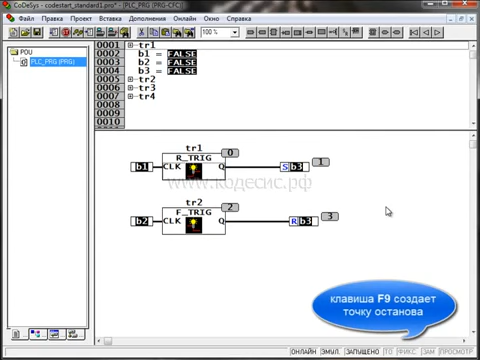 CoDeSys - codestart_standard1.pro* - [PLC_PRG (PRG-CFC)]
Файл Правка Проект Вставка Дополнения Онлайн Окно Справка
100%
POU
PLC_PRG (PRG)
0001 tr1
0002 b1 = FALSE
0003 b2 = FALSE
0004 b3 = FALSE
0005 tr2
0006 tr3
0007 tr4
0008
0009
0010
tr1
R_TRIG 0
b1 CLK Q S b3 1
www.кодесис.рф
tr2
F_TRIG 2
b2 CLK Q R b3 3
клавиша F9 создает
точку останова
ОНЛАЙН ЭМУЛ. ЗАПУЩЕНО ТО ФИКС ЗАМ ПРОСМОТР